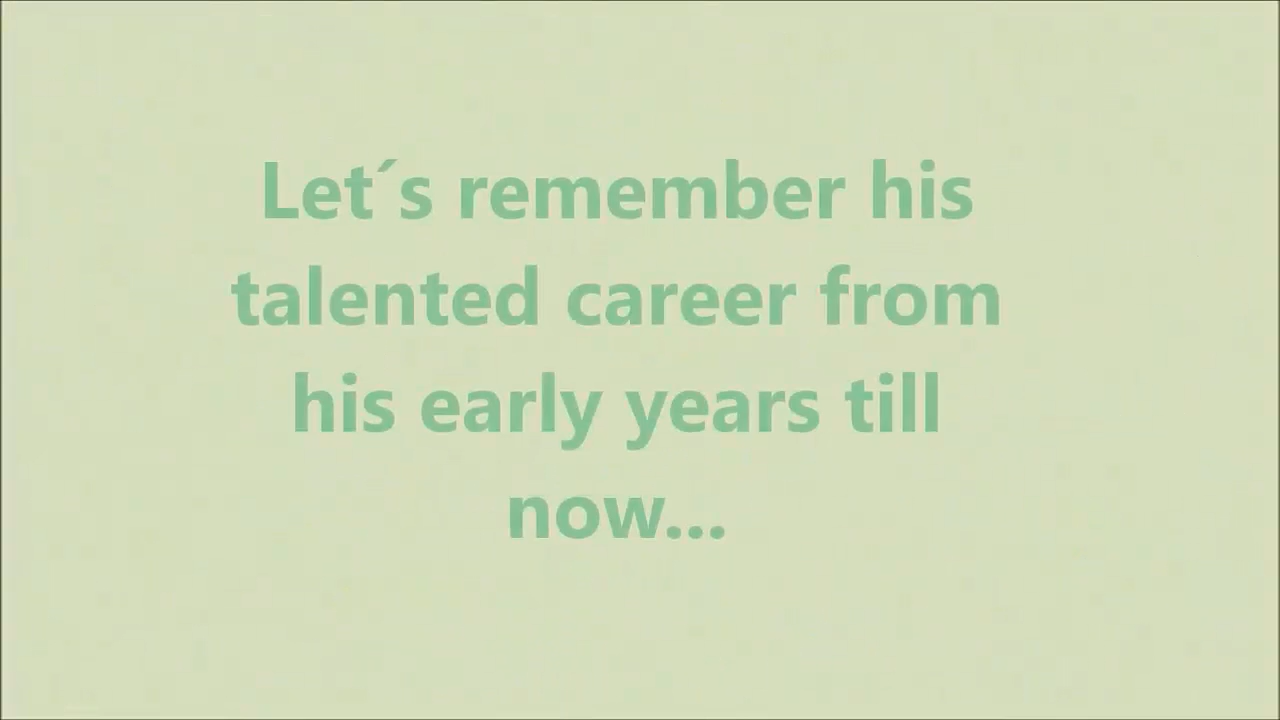 Let´s remember his
talented career from
his early years till
now...